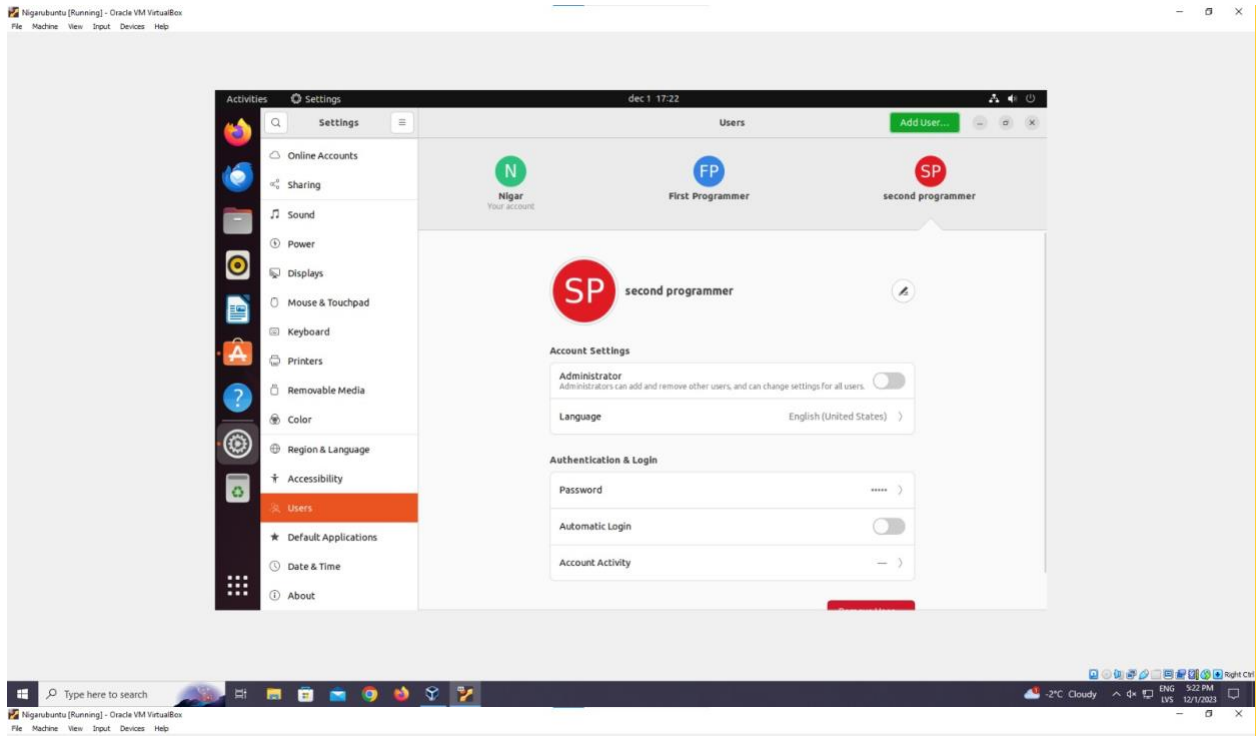 Nigarubuntu [Running] - Oracle VM VirtualBox
File Machine View Input Devices Help
Activities Settings dec 1 17:22
Settings Users Add User...
Online Accounts
Sharing
Sound
Power
Displays
Mouse & Touchpad
Keyboard
Printers
Removable Media
Color
Region & Language
Accessibility
Users
Default Applications
Date & Time
About
N FP SP
Nigar First Programmer second programmer
Your account
SP second programmer
Account Settings
Administrator
Administrators can add and remove other users, and can change settings for all users.
Language English (United States)
Authentication & Login
Password •••••
Automatic Login
Account Activity —
Right Ctrl
Type here to search -2°C Cloudy ENG 5:22 PM
LVS 12/1/2023
Nigarubuntu [Running] - Oracle VM VirtualBox
File Machine View Input Devices Help